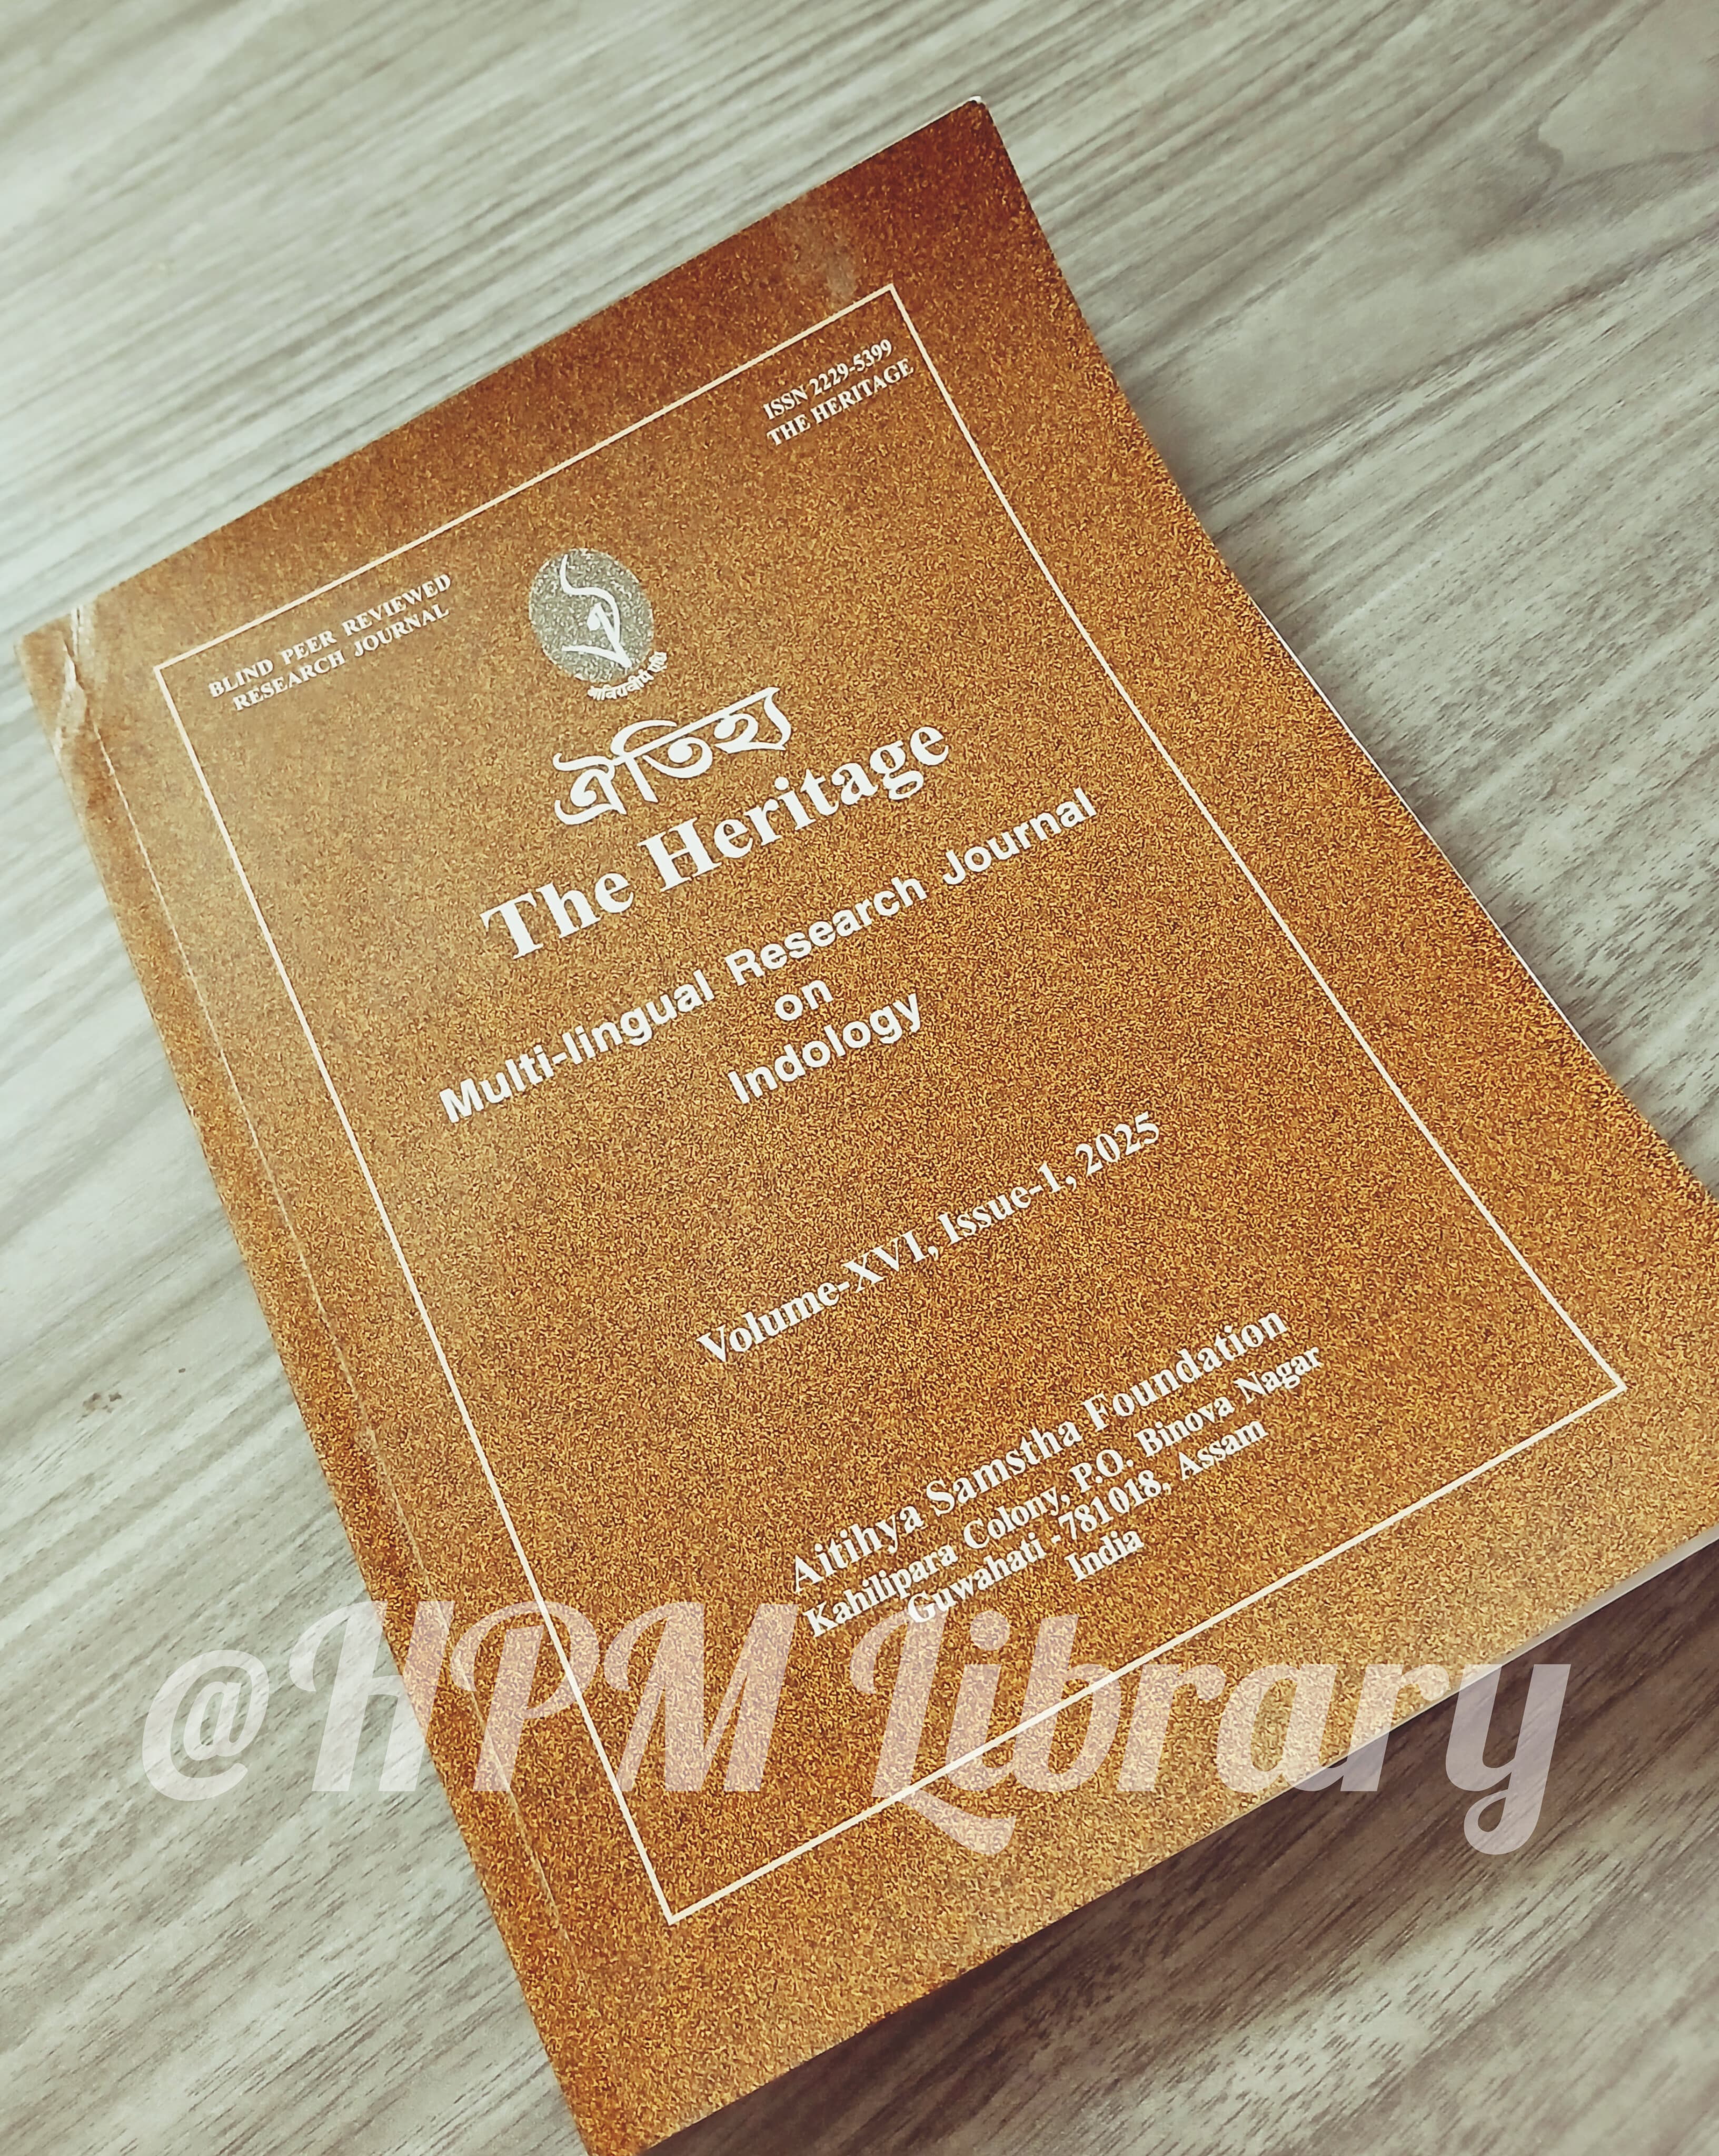 BLIND PEER REVIEWED
RESEARCH JOURNAL
ISSN 2229-5399
THE HERITAGE
ঐতিহ্য
The Heritage
Multi-lingual Research Journal
on
Indology
Volume-XVI, Issue-1, 2025
Aitihya Samstha Foundation
Kahilipara Colony, P.O. Binova Nagar
Guwahati -781018, Assam
India
@HPM Library